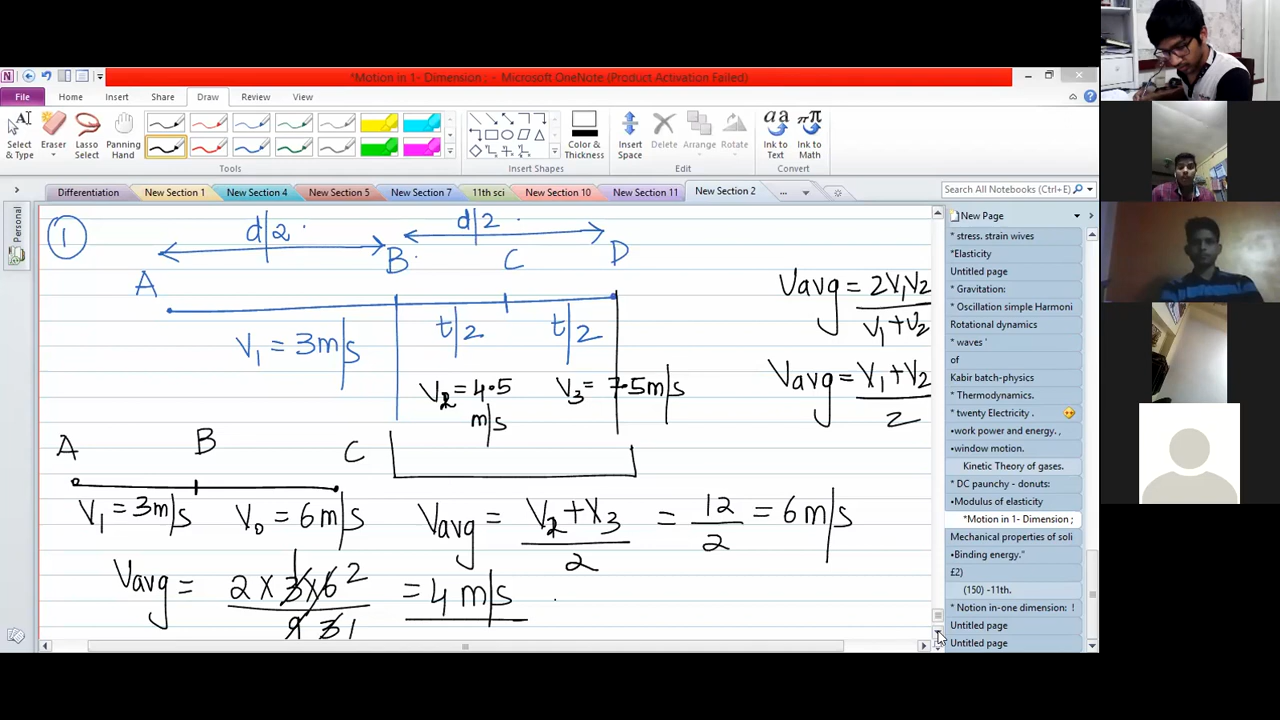 *Motion in 1- Dimension ; - Microsoft OneNote (Product Activation Failed)
File Home Insert Share Draw Review View
Select & Type
Eraser
Lasso Select
Panning Hand
Color & Thickness
Insert Space
Delete
Arrange
Rotate
Ink to Text
Ink to Math
Tools
Insert Shapes
Edit
Convert
Differentiation New Section 1 New Section 4 New Section 5 New Section 7 11th sci New Section 10 New Section 11 New Section 2 ...
Search All Notebooks (Ctrl+E)
Personal
1
d/2 d/2
A B C D
V1 = 3m/s
t/2 t/2
V2 = 4.5 m/s
V3 = 7.5m/s
Vavg = 2V1V2 / V1+V2
Vavg = V1+V2 / 2
A B C
V1 = 3m/s V0 = 6m/s
Vavg = V2+V3 / 2 = 12 / 2 = 6m/s
Vavg = 2 x 3 x 6 2 / 9 3 1 = 4 m/s
New Page
* stress. strain wives
*Elasticity
Untitled page
* Gravitation:
* Oscillation simple Harmoni
Rotational dynamics
* waves '
of
Kabir batch-physics
* Thermodynamics.
* twenty Electricity .
•work power and energy. ,
•window motion.
Kinetic Theory of gases.
* DC paunchy - donuts:
•Modulus of elasticity
*Motion in 1- Dimension ;
Mechanical properties of soli
•Binding energy."
£2)
(150) -11th.
* Notion in-one dimension: !
Untitled page
Untitled page